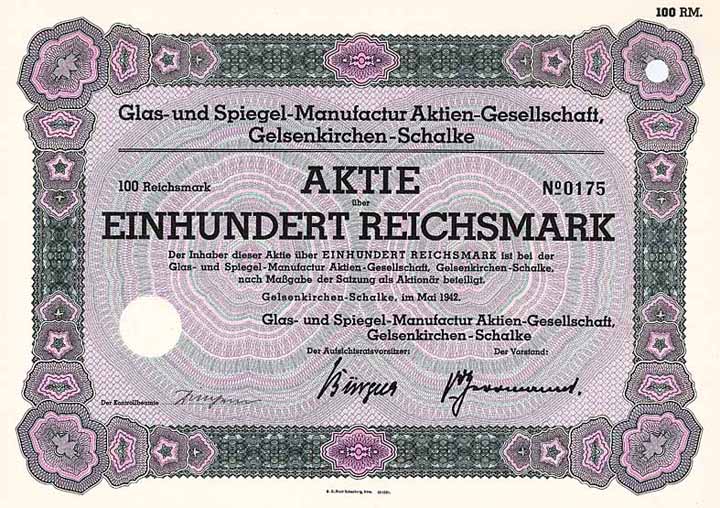 100 RM.
Glas- und Spiegel-Manufactur Aktien-Gesellschaft,
Gelsenkirchen-Schalke
100 Reichsmark
AKTIE
No 0175
über
EINHUNDERT REICHSMARK
Der Inhaber dieser Aktie über EINHUNDERT REICHSMARK ist bei der
Glas- und Spiegel-Manufactur Aktien-Gesellschaft, Gelsenkirchen-Schalke,
nach Maßgabe der Satzung als Aktionär beteiligt.
Gelsenkirchen-Schalke, im Mai 1942.
Glas- und Spiegel-Manufactur Aktien-Gesellschaft,
Gelsenkirchen-Schalke
Der Aufsichtsratsvorsitzer:
Der Vorstand:
Der Kontrollbeamte